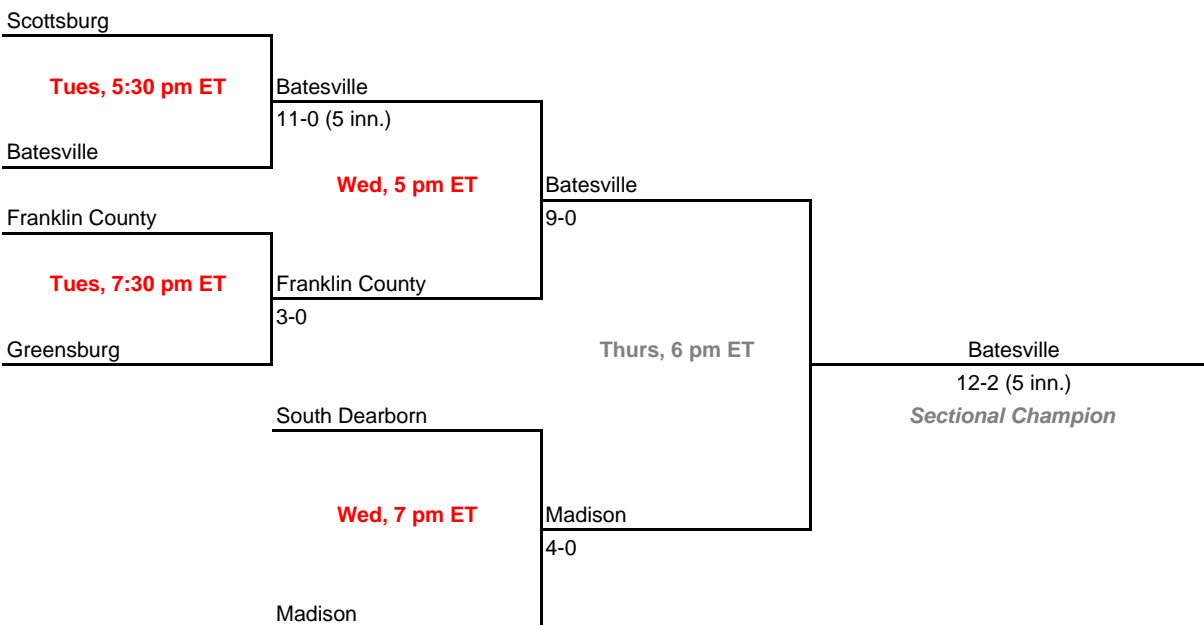 Scottsburg
Tues, 5:30 pm ET
Batesville
11-0 (5 inn.)
Batesville
Wed, 5 pm ET
Batesville
9-0
Franklin County
Tues, 7:30 pm ET
Franklin County
3-0
Greensburg
Thurs, 6 pm ET
Batesville
12-2 (5 inn.)
Sectional Champion
South Dearborn
Wed, 7 pm ET
Madison
4-0
Madison